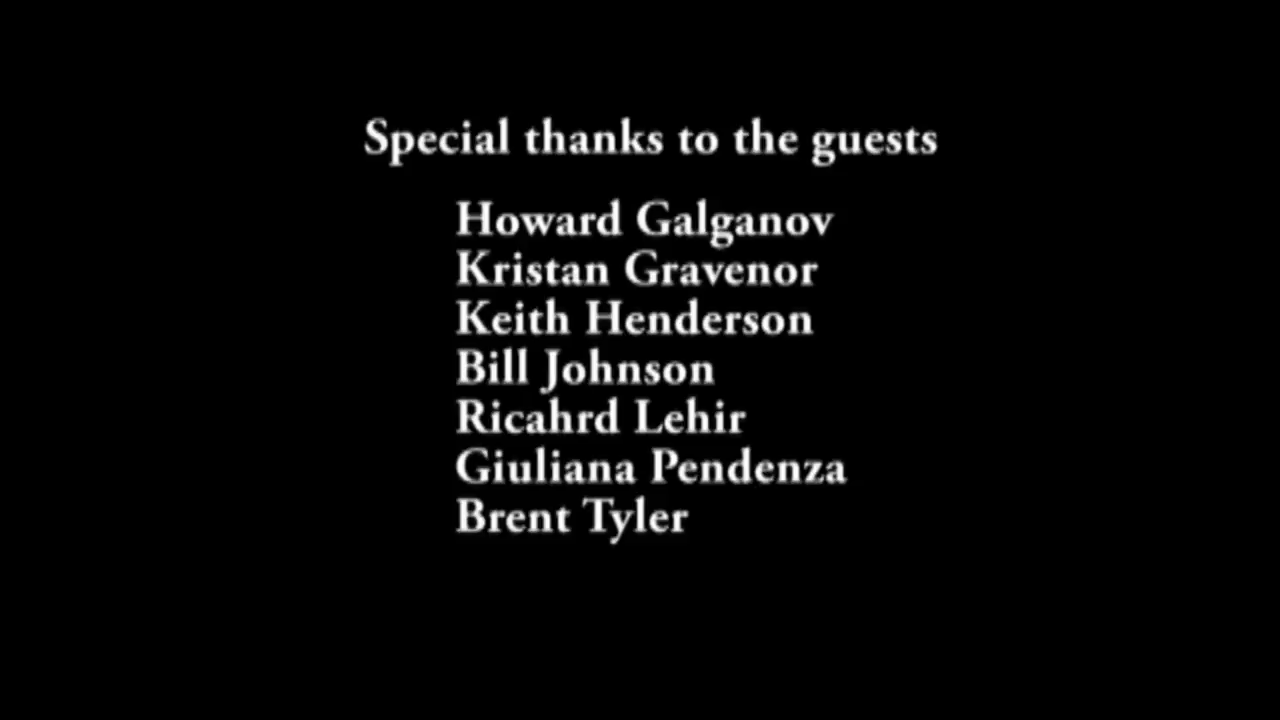 Special thanks to the guests
Howard Galganov
Kristan Gravenor
Keith Henderson
Bill Johnson
Ricahrd Lehir
Giuliana Pendenza
Brent Tyler